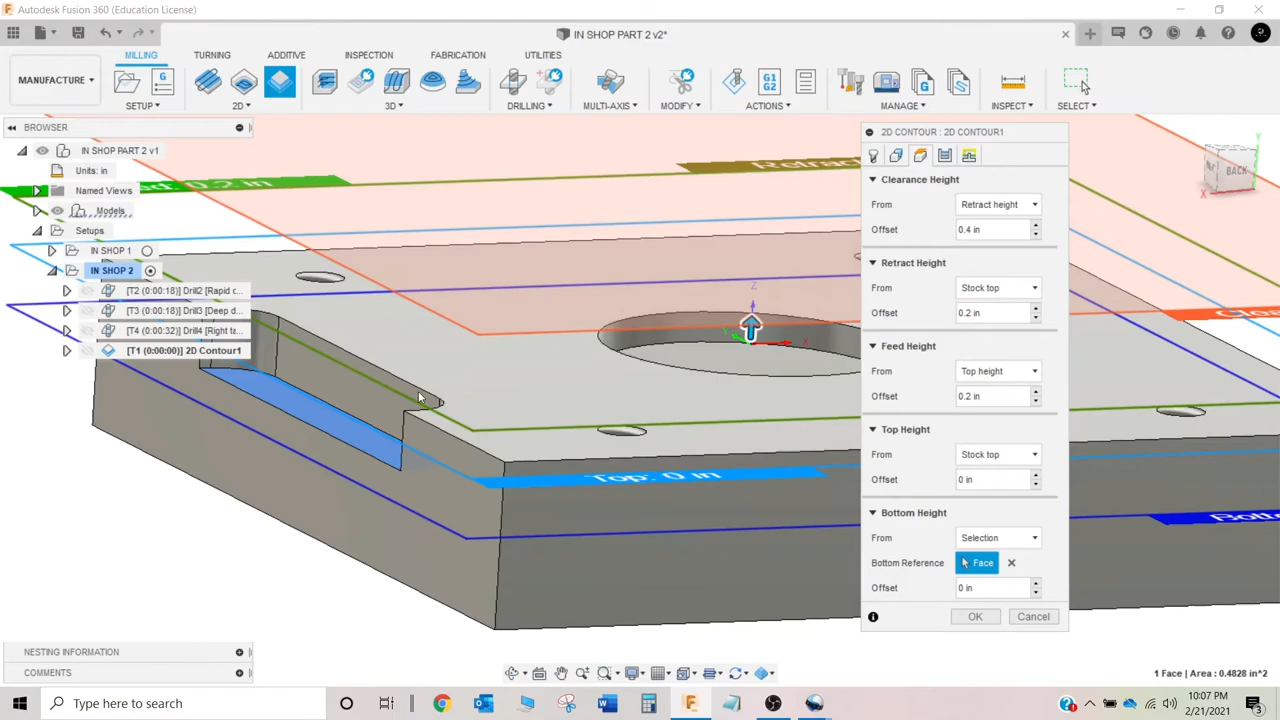 Autodesk Fusion 360 (Education License)
IN SHOP PART 2 v2*
MANUFACTURE
MILLING
TURNING
ADDITIVE
INSPECTION
FABRICATION
UTILITIES
G
G1
G2
SETUP
2D
3D
DRILLING
MULTI-AXIS
MODIFY
ACTIONS
MANAGE
INSPECT
SELECT
BROWSER
IN SHOP PART 2 v1
Units: in
Named Views
Models
Setups
IN SHOP 1
IN SHOP 2
[T2 (0:00:18)] Drill2 [Rapid c...
[T3 (0:00:18)] Drill3 [Deep d...
[T4 (0:00:32)] Drill4 [Right ta...
[T1 (0:00:00)] 2D Contour1
Top: 0 in
Z
Y
X
BACK
Y
X
2D CONTOUR : 2D CONTOUR1
Clearance Height
From Retract height
Offset 0.4 in
Retract Height
From Stock top
Offset 0.2 in
Feed Height
From Top height
Offset 0.2 in
Top Height
From Stock top
Offset 0 in
Bottom Height
From Selection
Bottom Reference Face
Offset 0 in
OK Cancel
NESTING INFORMATION
COMMENTS
1 Face | Area : 0.4828 in^2
Type here to search
10:07 PM
2/21/2021
3